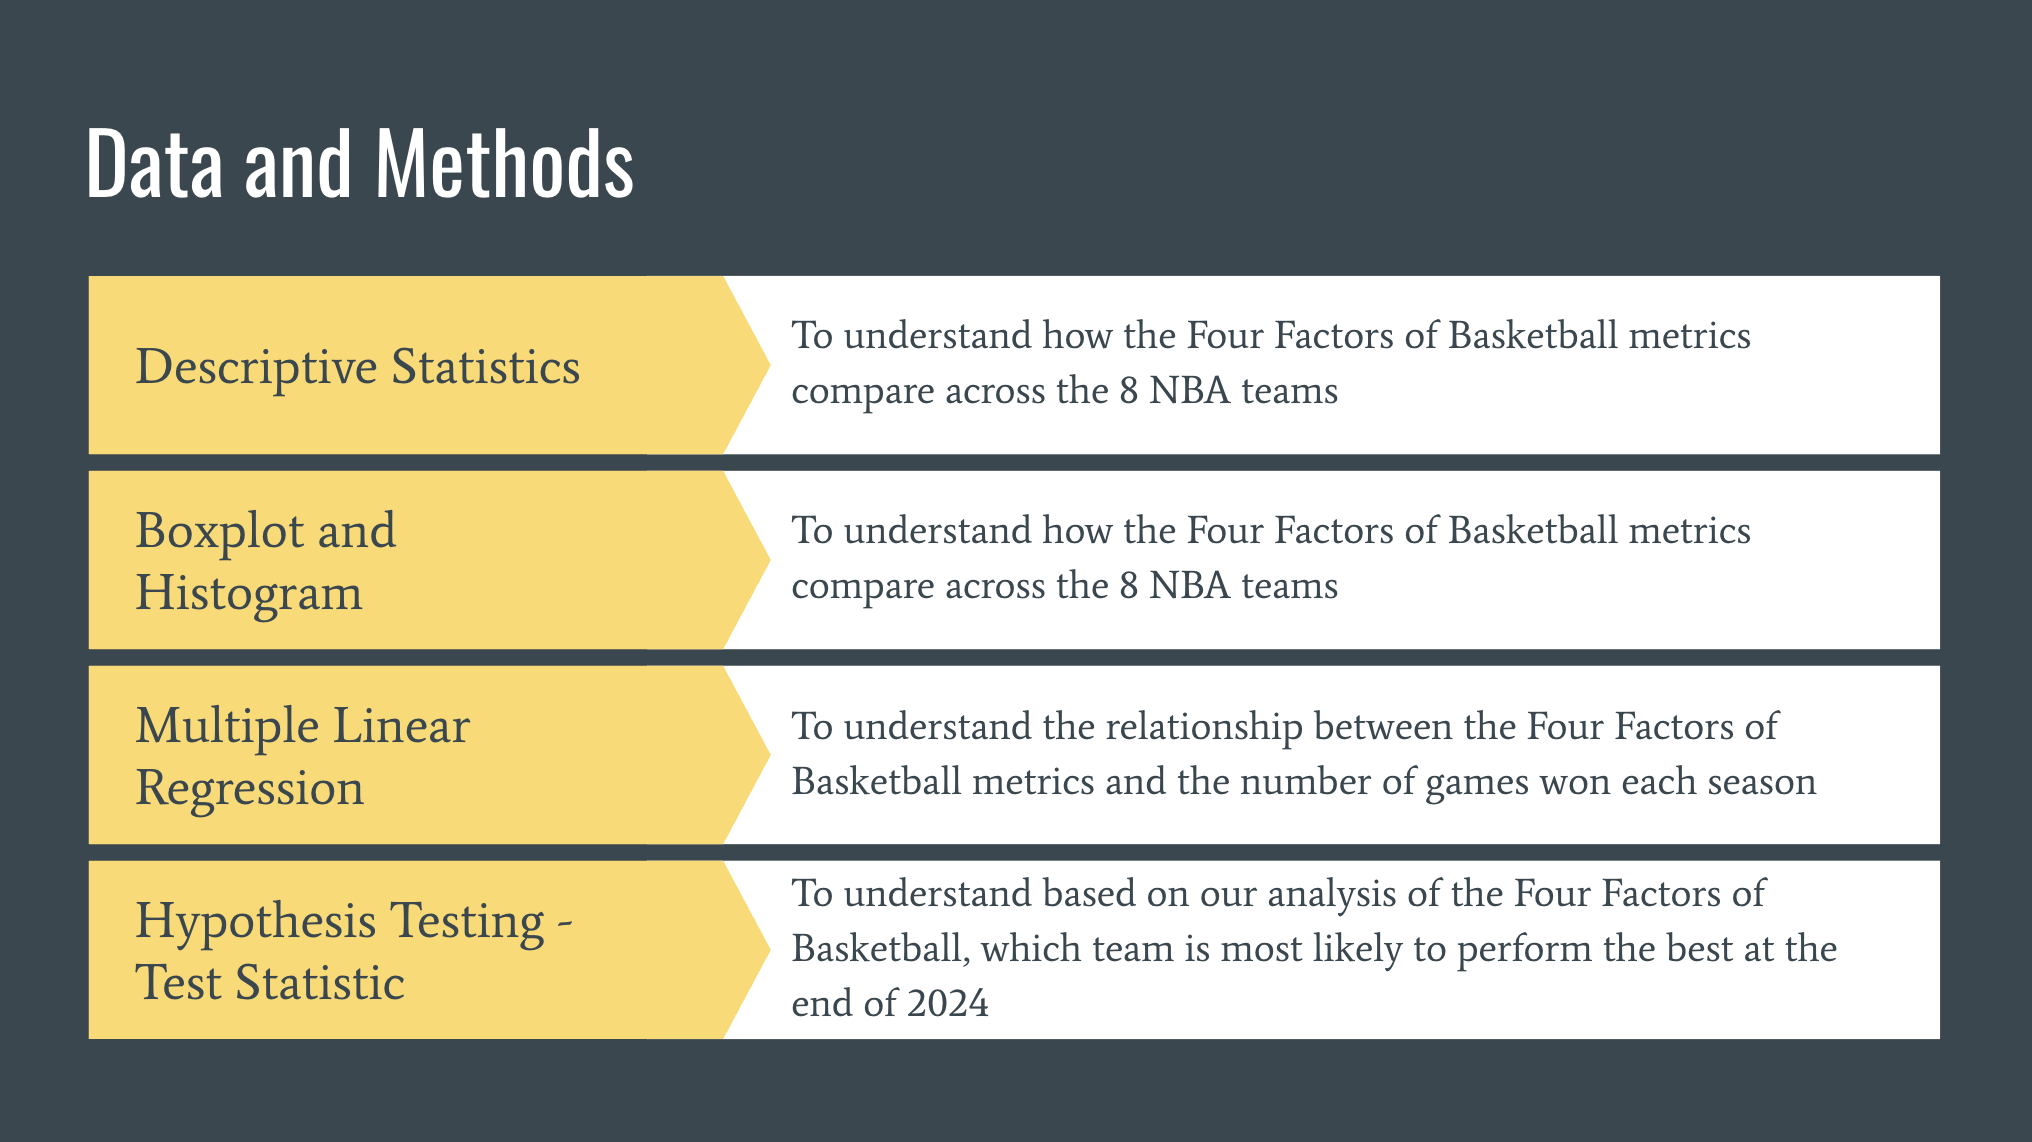 Data and Methods
Descriptive Statistics
To understand how the Four Factors of Basketball metrics
compare across the 8 NBA teams
Boxplot and
Histogram
To understand how the Four Factors of Basketball metrics
compare across the 8 NBA teams
Multiple Linear
Regression
To understand the relationship between the Four Factors of
Basketball metrics and the number of games won each season
Hypothesis Testing -
Test Statistic
To understand based on our analysis of the Four Factors of
Basketball, which team is most likely to perform the best at the
end of 2024